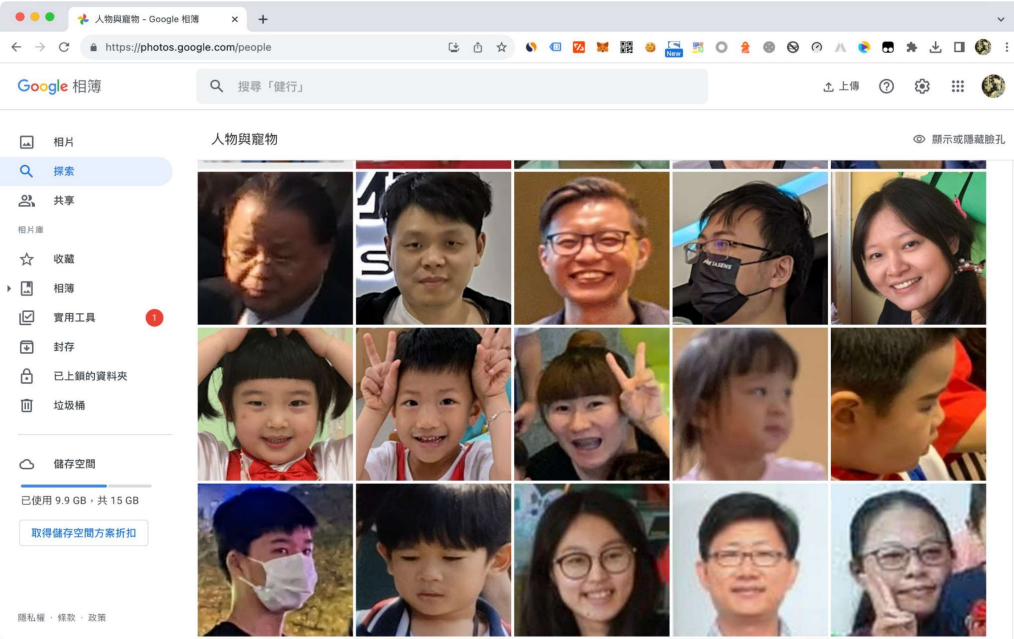 人物與寵物 - Google 相簿
https://photos.google.com/people
New
Google 相簿
搜尋「健行」
上傳
相片
探索
共享
相片庫
收藏
相簿
實用工具
1
封存
已上鎖的資料夾
垃圾桶
儲存空間
已使用 9.9 GB，共 15 GB
取得儲存空間方案折扣
隱私權 · 條款 · 政策
人物與寵物
顯示或隱藏臉孔